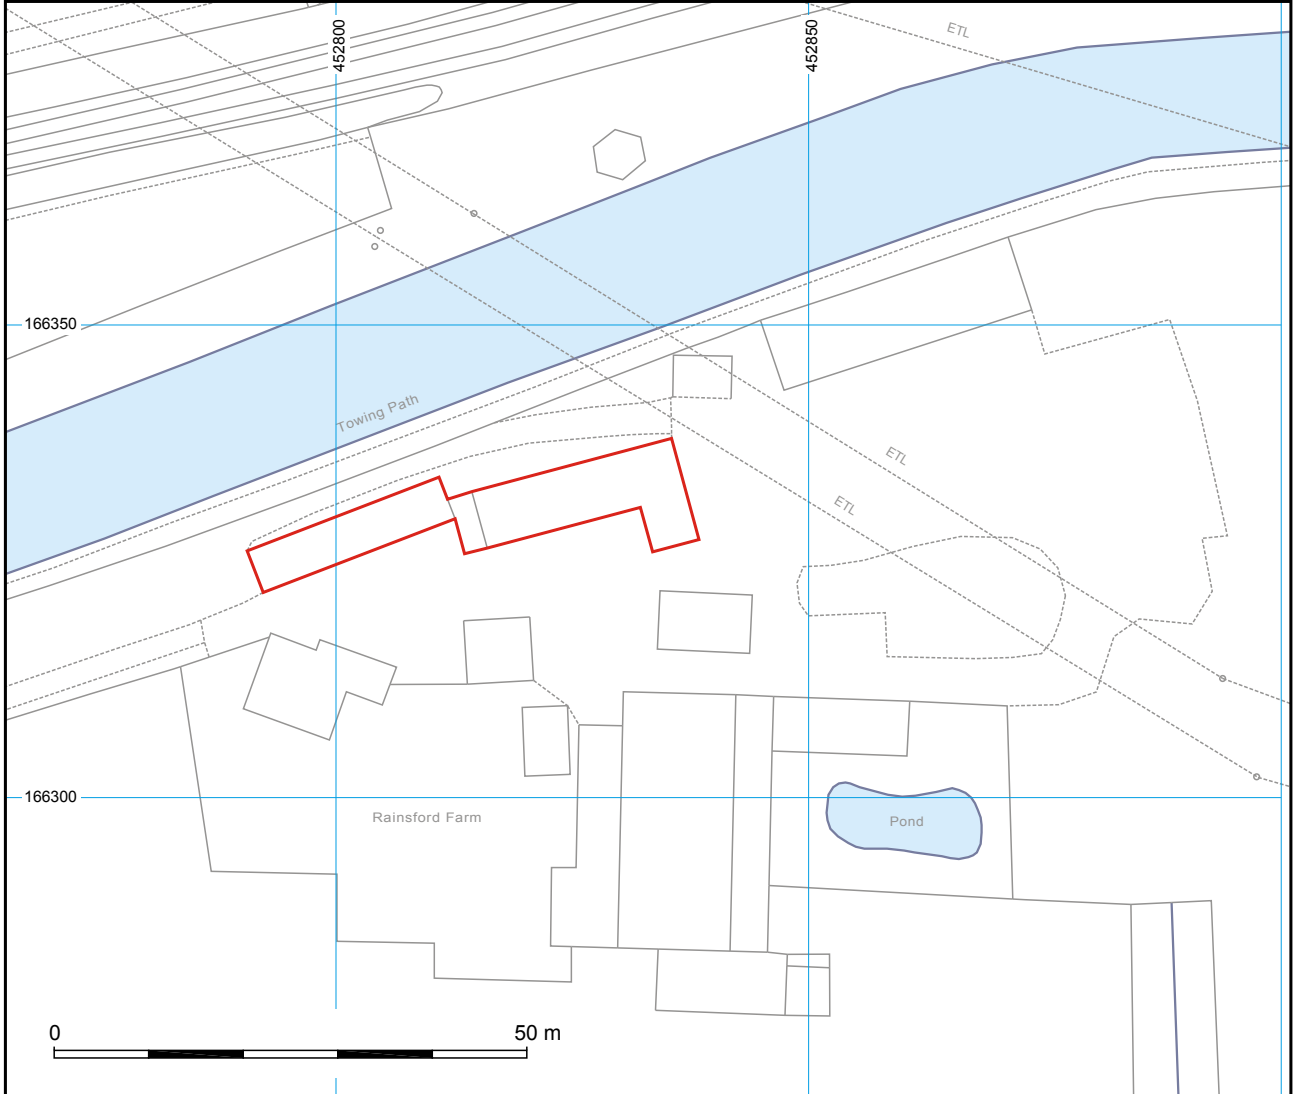 452800
452850
ETL
166350
Towing Path
ETL
ETL
166300
Rainsford Farm
Pond
0
50 m